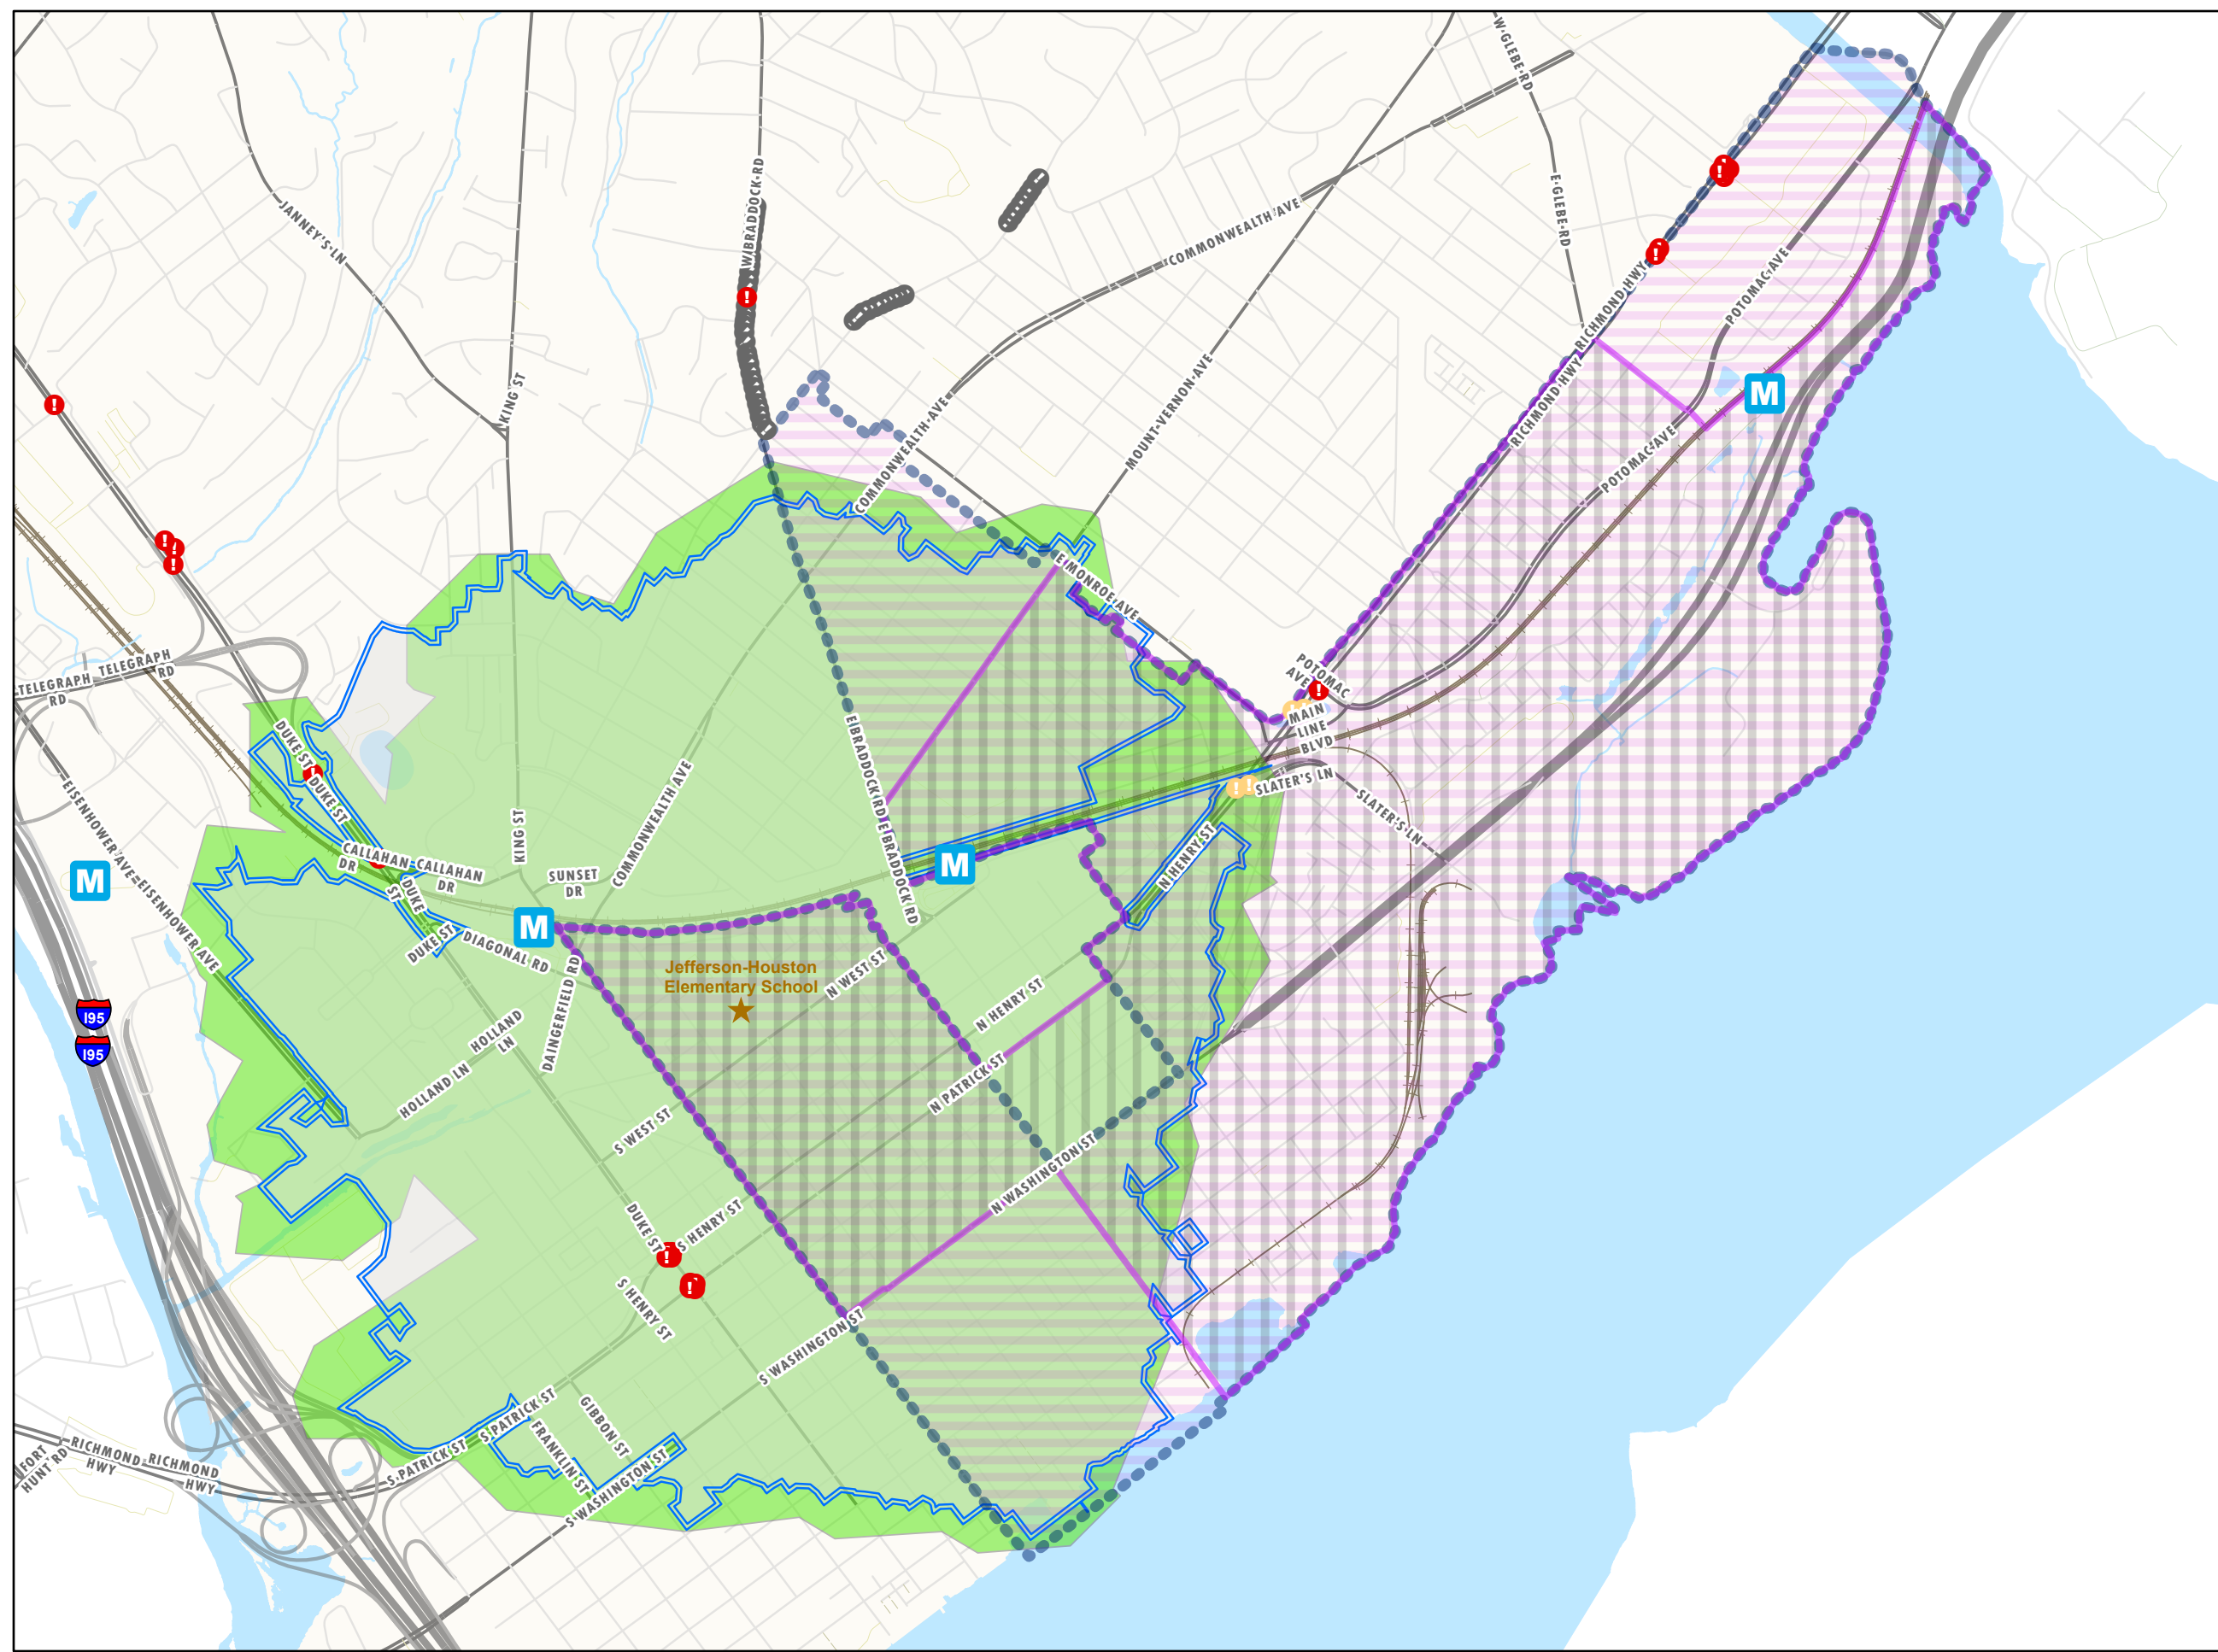 W GLEBE RD
W BRADDOCK RD
JANNEY'S LN
E GLEBE RD
COMMONWEALTH AVE
POTOMAC AVE
RICHMOND HWY
RICHMOND HWY
MOUNT VERNON AVE
KING ST
COMMONWEALTH AVE
POTOMAC AVE
M
E MONROE AVE
TELEGRAPH
RD
TELEGRAPH
RD
POTOMAC
AVE
MAIN
LINE
BLVD
DUKE ST
DUKE ST
E BRADDOCK RD
E BRADDOCK RD
SLATER'S LN
SLATER'S LN
EISENHOWER AVE
EISENHOWER AVE
KING ST
COMMONWEALTH AVE
N HENRY ST
CALLAHAN
DR
CALLAHAN
DR
SUNSET
DR
M
M
M
DUKE
ST
DUKE ST
DIAGONAL RD
Jefferson-Houston
Elementary School
N WEST ST
N HENRY ST
DAINGERFIELD RD
I95
I95
HOLLAND
LN
HOLLAND LN
N PATRICK ST
S WEST ST
N WASHINGTON ST
DUKE ST
S HENRY ST
S HENRY ST
S WASHINGTON ST
S PATRICK ST
S PATRICK ST
GIBBON ST
FRANKLIN ST
S WASHINGTON ST
FORT
HUNT RD
RICHMOND
HWY
RICHMOND
HWY